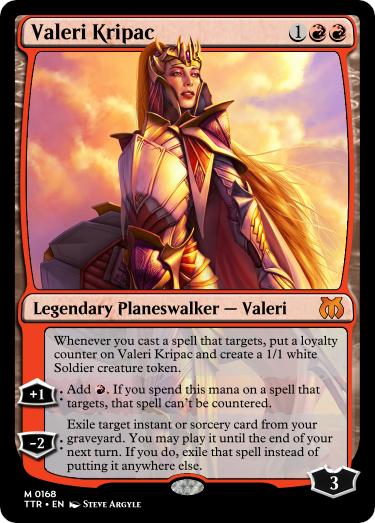 Valeri Kripac 1
Legendary Planeswalker — Valeri
Whenever you cast a spell that targets, put a loyalty
counter on Valeri Kripac and create a 1/1 white
Soldier creature token.
+1: Add . If you spend this mana on a spell that
targets, that spell can't be countered.
-2: Exile target instant or sorcery card from your
graveyard. You may play it until the end of your
next turn. If you do, exile that spell instead of
putting it anywhere else.
3
M 0168
TTR • EN Steve Argyle